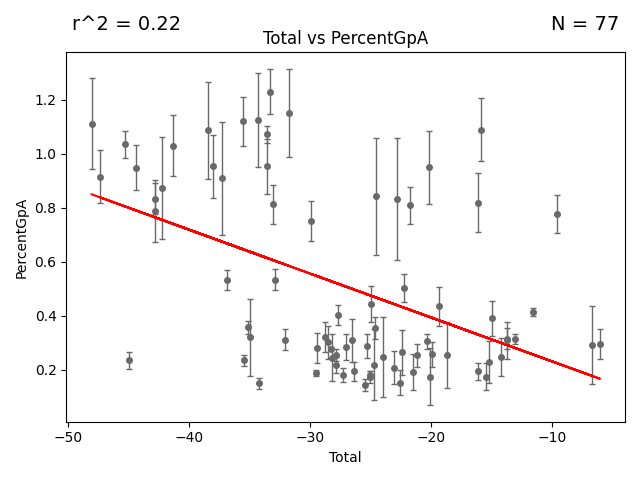 r^2 = 0.22
N = 77
Total vs PercentGpA
1.2
1.0
0.8
0.6
0.4
0.2
PercentGpA
−50
−40
−30
−20
−10
Total